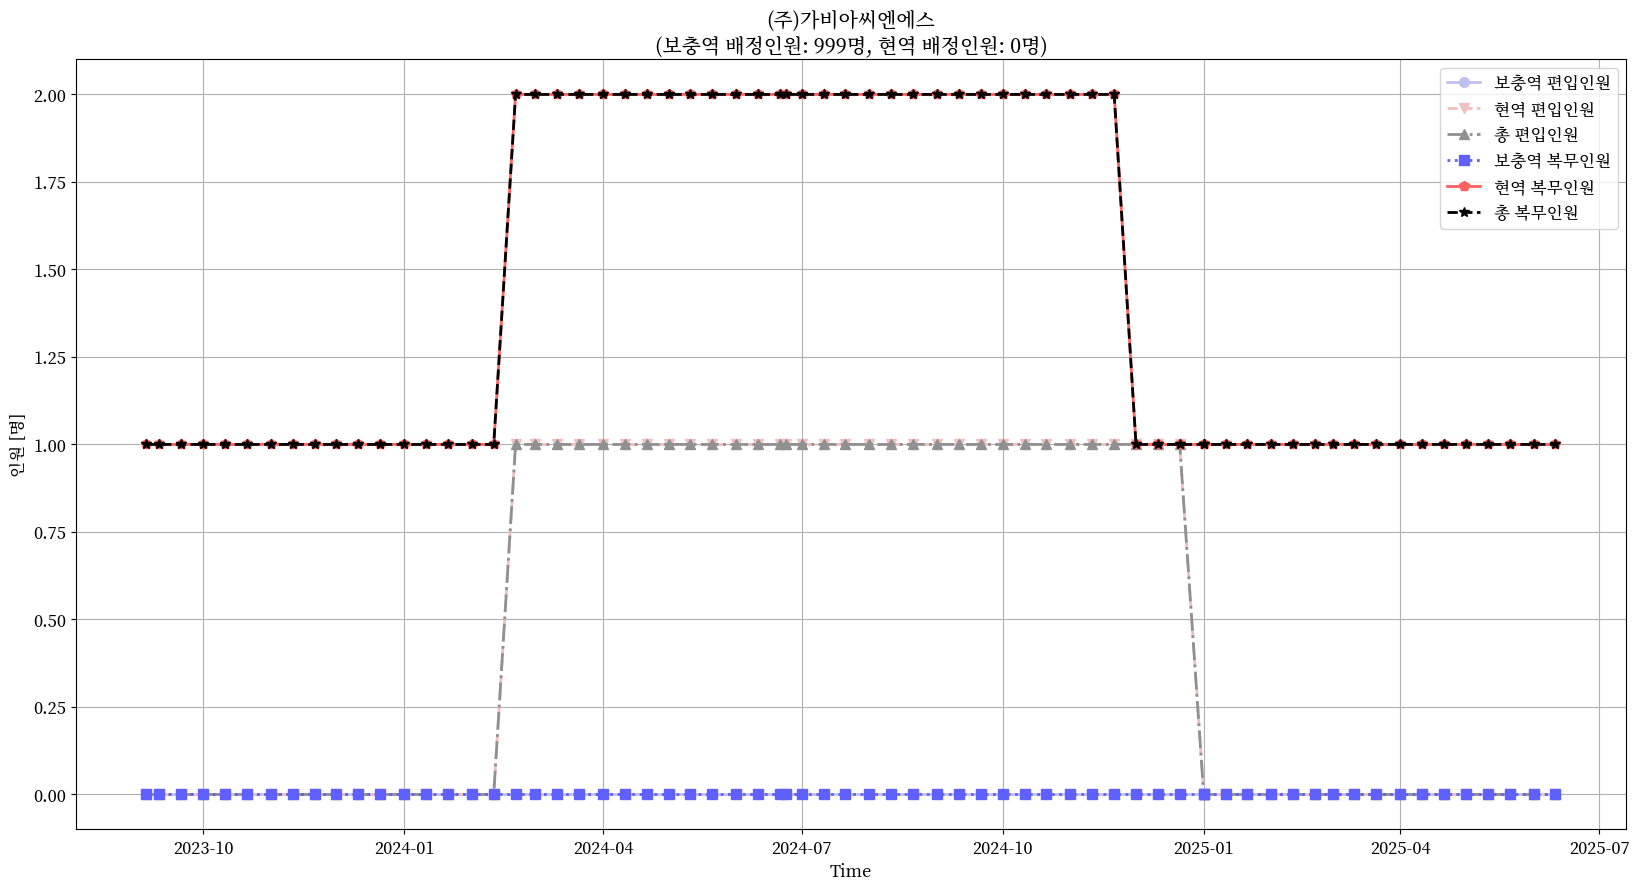 (주)가비아씨엔에스
(보충역 배정인원: 999명, 현역 배정인원: 0명)
보충역 편입인원
현역 편입인원
총 편입인원
보충역 복무인원
현역 복무인원
총 복무인원
인원 [명]
2.00
1.75
1.50
1.25
1.00
0.75
0.50
0.25
0.00
2023-10
2024-01
2024-04
2024-07
2024-10
2025-01
2025-04
2025-07
Time